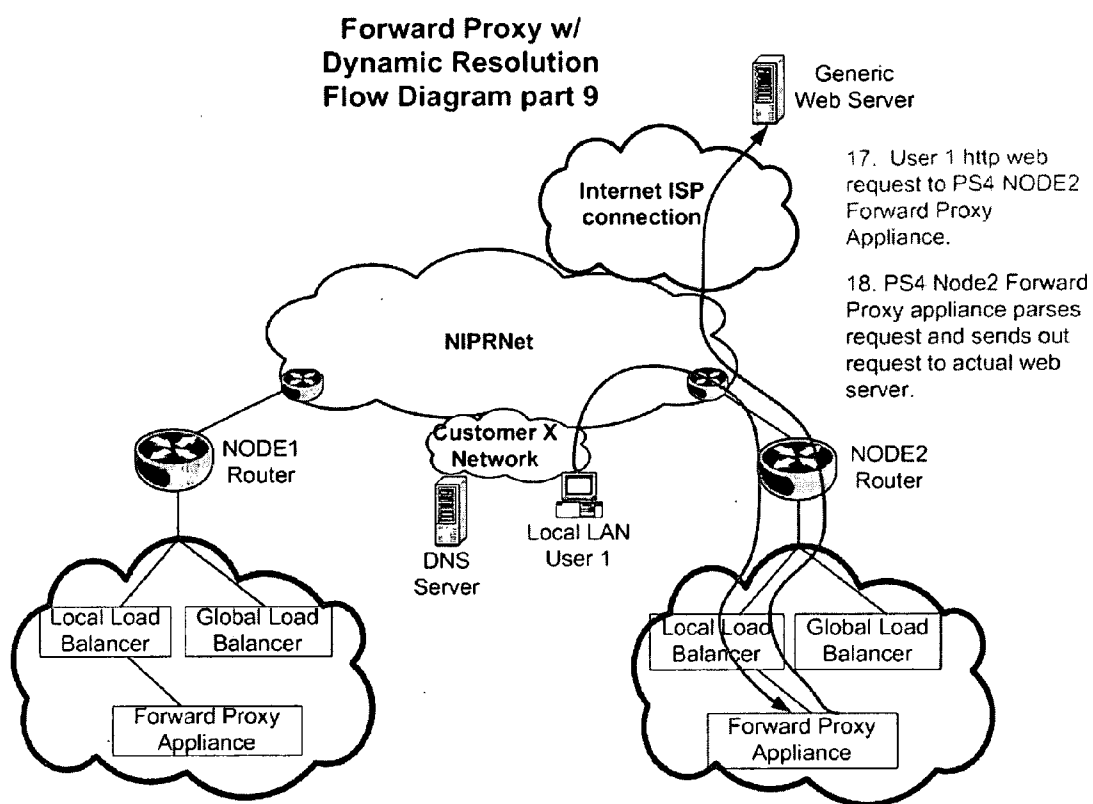 Forward Proxy w/
Dynamic Resolution
Flow Diagram part 9
Generic
Web Server
17. User 1 http web
request to PS4 NODE2
Forward Proxy
Appliance.
18. PS4 Node2 Forward
Proxy appliance parses
request and sends out
request to actual web
server.
Internet ISP
connection
NIPRNet
Customer X
Network
NODE1
Router
NODE2
Router
DNS
Server
Local LAN
User 1
Local Load
Balancer
Global Load
Balancer
Forward Proxy
Appliance
Local Load
Balancer
Global Load
Balancer
Forward Proxy
Appliance